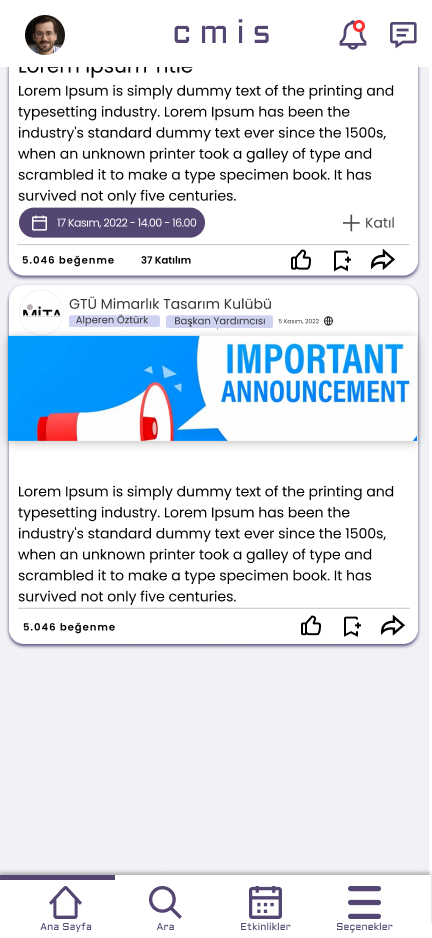 cmis
Lorem Ipsum Title
Lorem Ipsum is simply dummy text of the printing and
typesetting industry. Lorem Ipsum has been the
industry's standard dummy text ever since the 1500s,
when an unknown printer took a galley of type and
scrambled it to make a type specimen book. It has
survived not only five centuries.
17 Kasım, 2022 - 14.00 - 16.00
Katıl
5.046 beğenme 37 Katılım
MİTA
GTÜ Mimarlık Tasarım Kulübü
Alperen Öztürk Başkan Yardımcısı 5 Kasım, 2022
IMPORTANT
ANNOUNCEMENT
Lorem Ipsum is simply dummy text of the printing and
typesetting industry. Lorem Ipsum has been the
industry's standard dummy text ever since the 1500s,
when an unknown printer took a galley of type and
scrambled it to make a type specimen book. It has
survived not only five centuries.
5.046 beğenme
Ana Sayfa Ara Etkinlikler Seçenekler